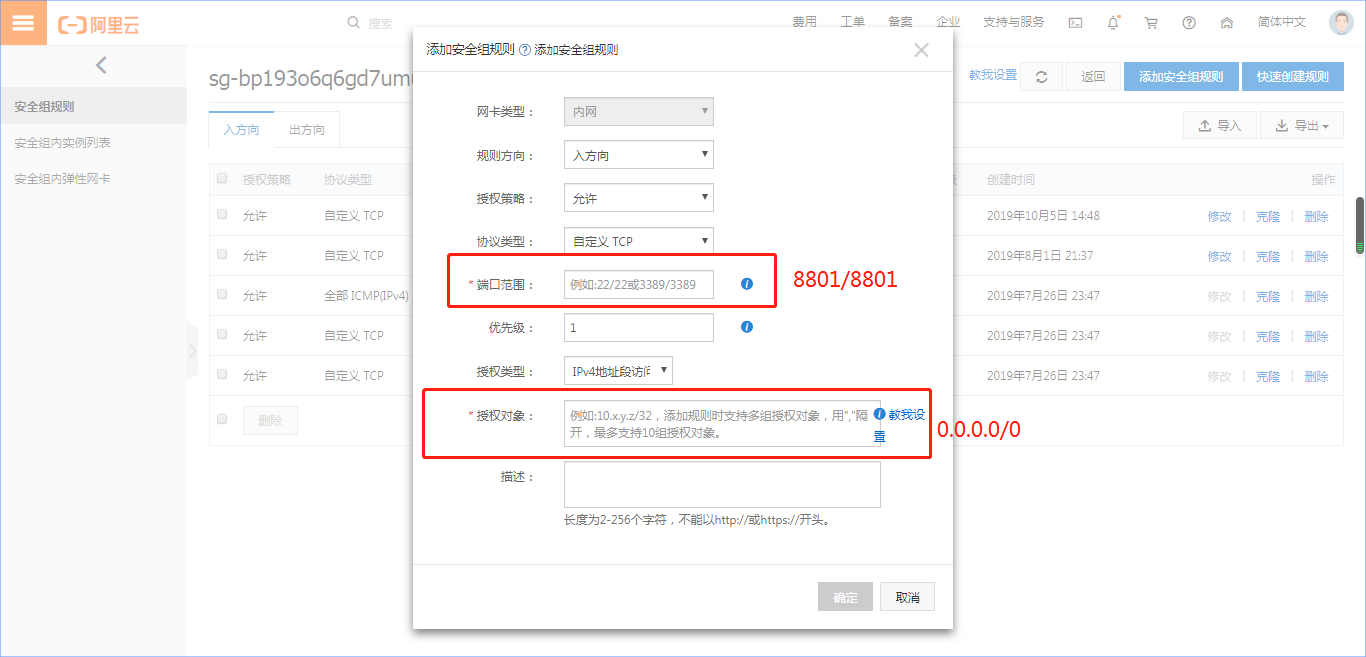 阿里云
搜索
费用
工单
备案
企业
支持与服务
简体中文
添加安全组规则 添加安全组规则
sg-bp193o6q6gd7um
教我设置
返回
添加安全组规则
快速创建规则
安全组规则
安全组内实例列表
安全组内弹性网卡
入方向
出方向
导入
导出
授权策略
协议类型
创建时间
操作
允许
自定义 TCP
2019年10月5日 14:48
修改
克隆
删除
允许
自定义 TCP
2019年8月1日 21:37
修改
克隆
删除
允许
全部 ICMP(IPv4)
2019年7月26日 23:47
修改
克隆
删除
允许
自定义 TCP
2019年7月26日 23:47
修改
克隆
删除
允许
自定义 TCP
2019年7月26日 23:47
修改
克隆
删除
删除
网卡类型：
内网
规则方向：
入方向
授权策略：
允许
协议类型：
自定义 TCP
* 端口范围：
例如:22/22或3389/3389
8801/8801
优先级：
1
授权类型：
IPv4地址段访问
* 授权对象：
例如:10.x.y.z/32，添加规则时支持多组授权对象，用","隔
开，最多支持10组授权对象。
教我设
置
0.0.0.0/0
描述：
长度为2-256个字符，不能以http://或https://开头。
确定
取消